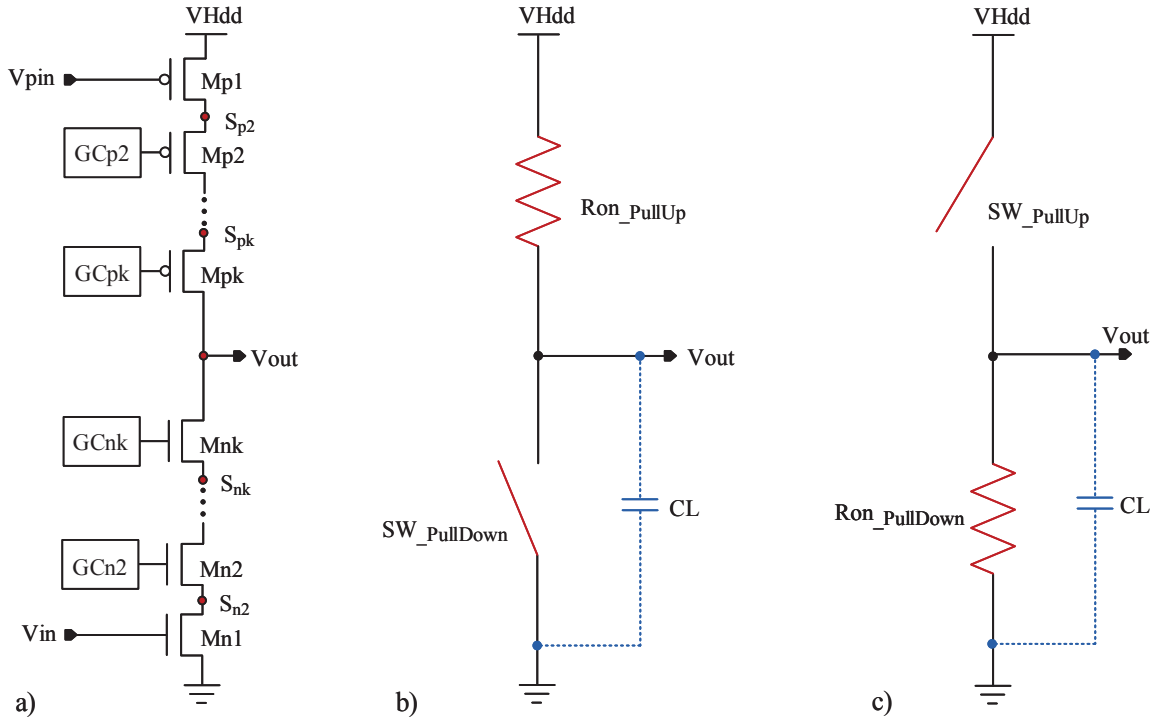 VHdd
Vpin
Mp1
Sp2
GCp2
Mp2
Spk
GCpk
Mpk
Vout
GCnk
Mnk
Snk
GCn2
Mn2
Sn2
Vin
Mn1
a)
VHdd
Ron_PullUp
Vout
SW_PullDown
CL
b)
VHdd
SW_PullUp
Vout
Ron_PullDown
CL
c)